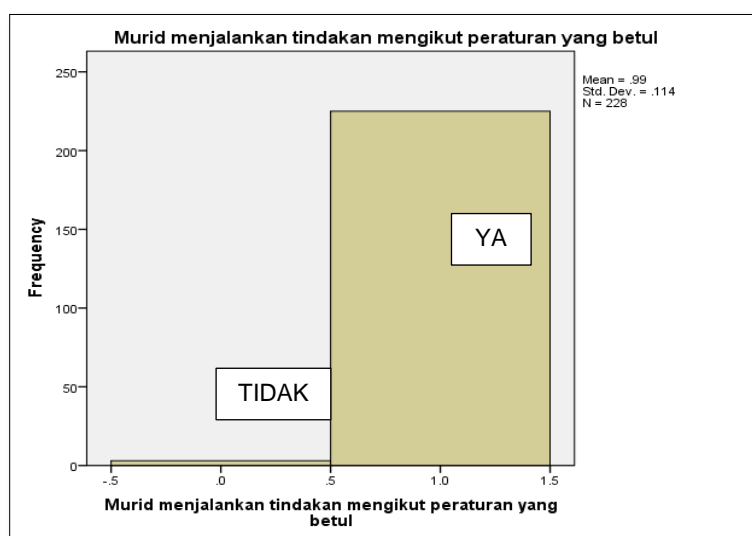 Murid menjalankan tindakan mengikut peraturan yang betul
Mean = .99
Std. Dev. = .114
N = 228
Frequency
250
200
150
100
50
0
YA
TIDAK
-.5
.0
.5
1.0
1.5
Murid menjalankan tindakan mengikut peraturan yang
betul